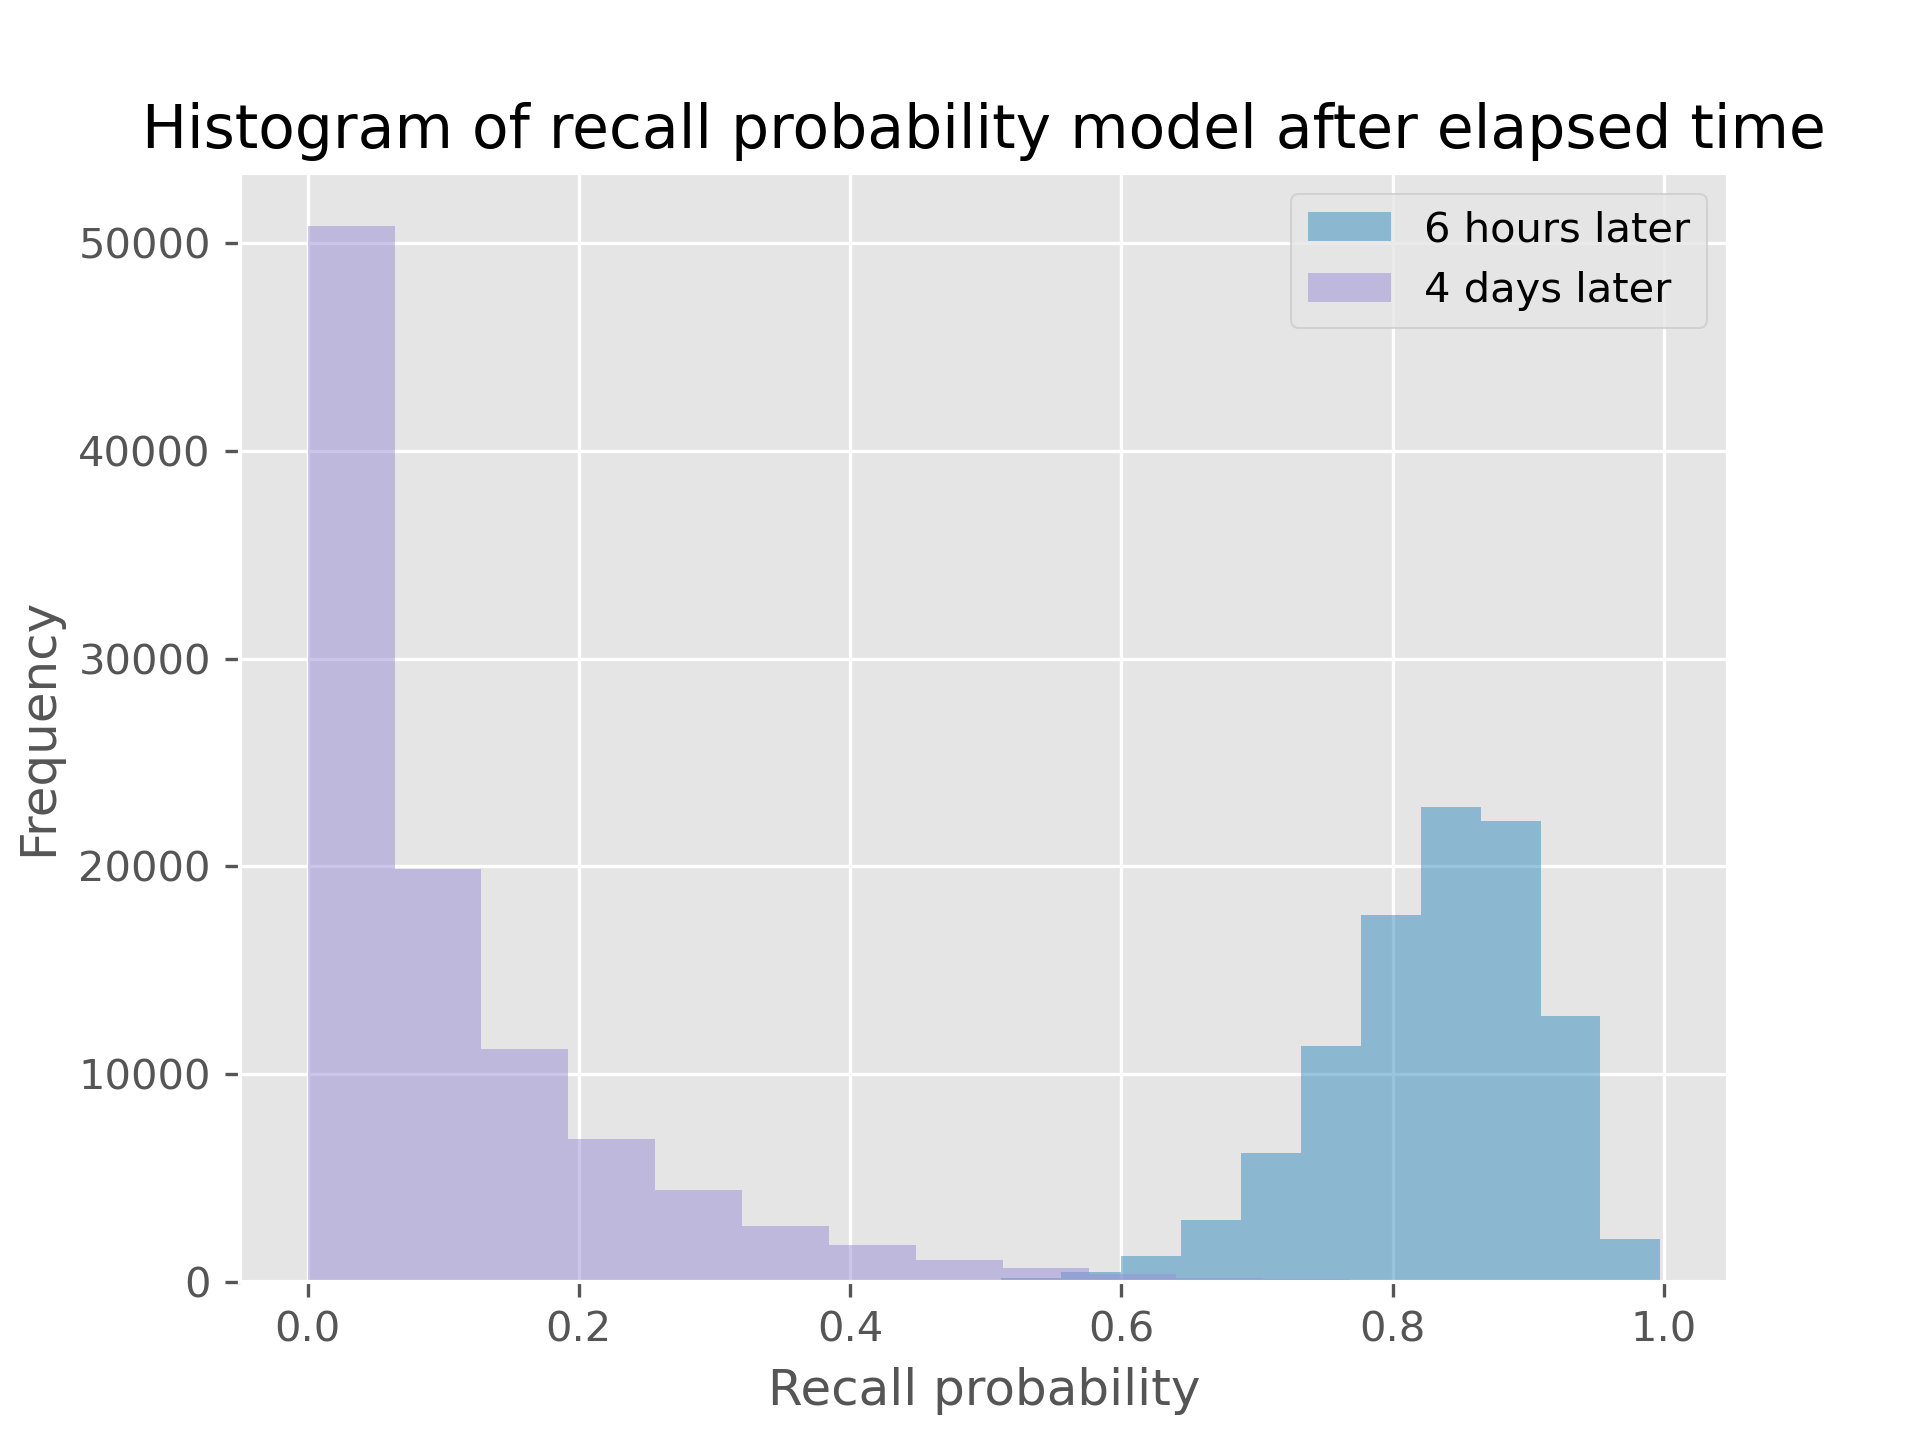 Histogram of recall probability model after elapsed time
6 hours later
4 days later
50000
40000
30000
20000
10000
0
Frequency
0.0 0.2 0.4 0.6 0.8 1.0
Recall probability